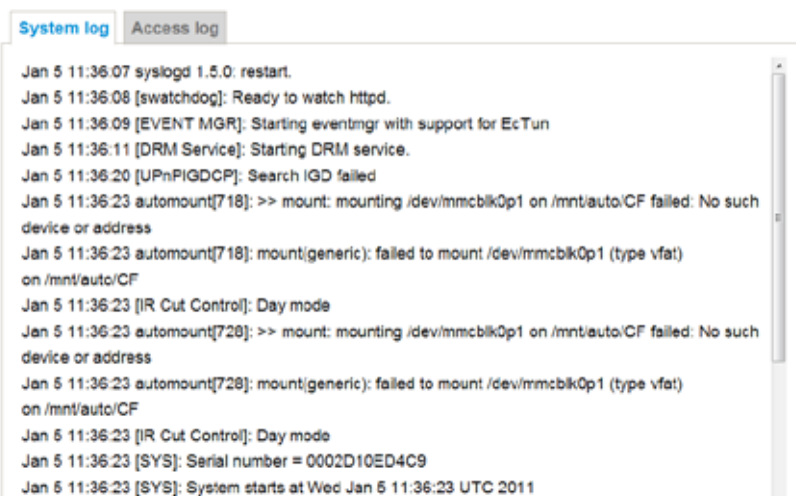 System log Access log
Jan 5 11:36:07 syslogd 1.5.0: restart.
Jan 5 11:36:08 [swatchdog]: Ready to watch httpd.
Jan 5 11:36:09 [EVENT MGR]: Starting eventmgr with support for EcTun
Jan 5 11:36:11 [DRM Service]: Starting DRM service.
Jan 5 11:36:20 [UPnPIGDCP]: Search IGD failed
Jan 5 11:36:23 automount[718]: >> mount: mounting /dev/mmcblk0p1 on /mnt/auto/CF failed: No such
device or address
Jan 5 11:36:23 automount[718]: mount(generic): failed to mount /dev/mmcblk0p1 (type vfat)
on /mnt/auto/CF
Jan 5 11:36:23 [IR Cut Control]: Day mode
Jan 5 11:36:23 automount[728]: >> mount: mounting /dev/mmcblk0p1 on /mnt/auto/CF failed: No such
device or address
Jan 5 11:36:23 automount[728]: mount(generic): failed to mount /dev/mmcblk0p1 (type vfat)
on /mnt/auto/CF
Jan 5 11:36:23 [IR Cut Control]: Day mode
Jan 5 11:36:23 [SYS]: Serial number = 0002D10ED4C9
Jan 5 11:36:23 [SYS]: System starts at Wed Jan 5 11:36:23 UTC 2011